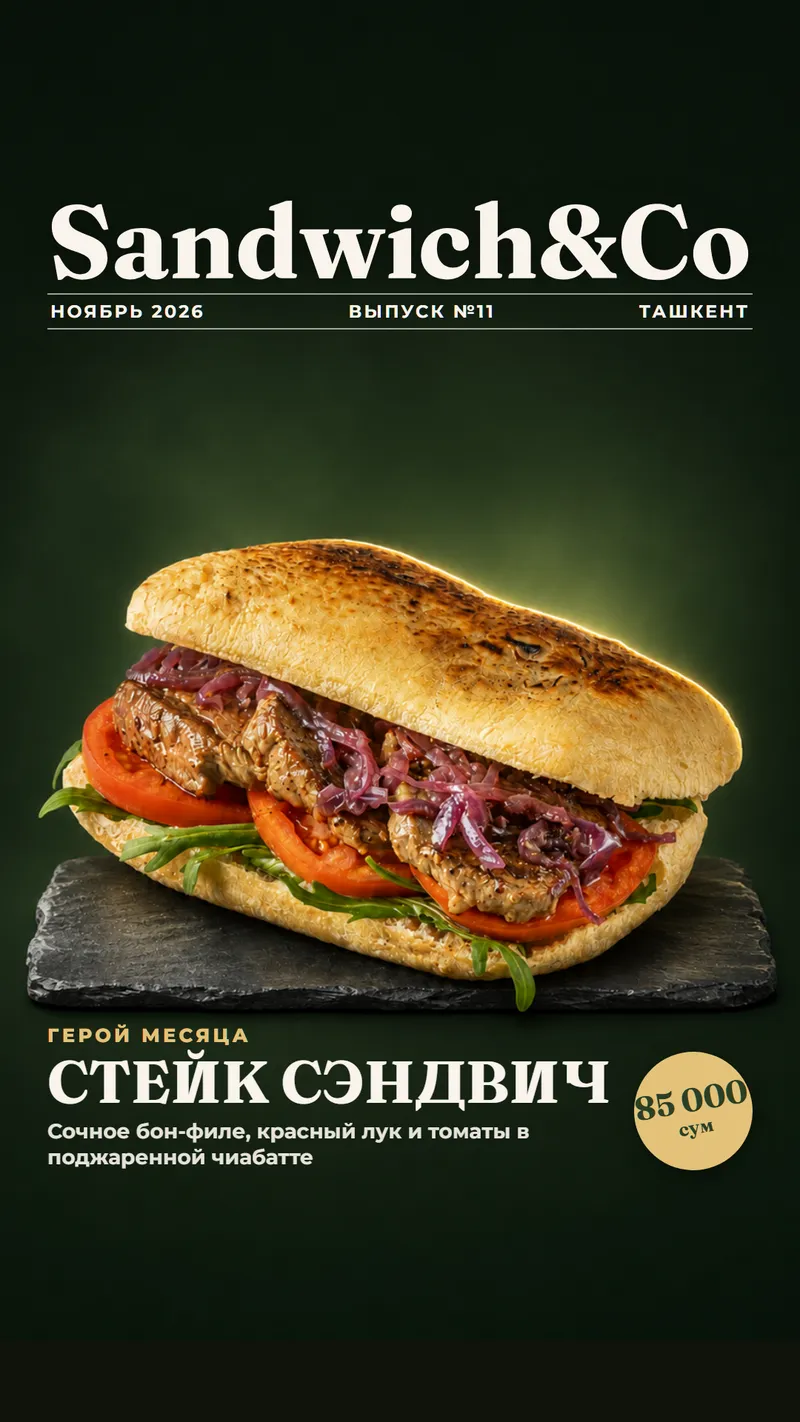 Sandwich&Co
НОЯБРЬ 2026 ВЫПУСК №11 ТАШКЕНТ
ГЕРОЙ МЕСЯЦА
СТЕЙК СЭНДВИЧ
Сочное бон-филе, красный лук и томаты в
поджаренной чиабатте
85 000
сум